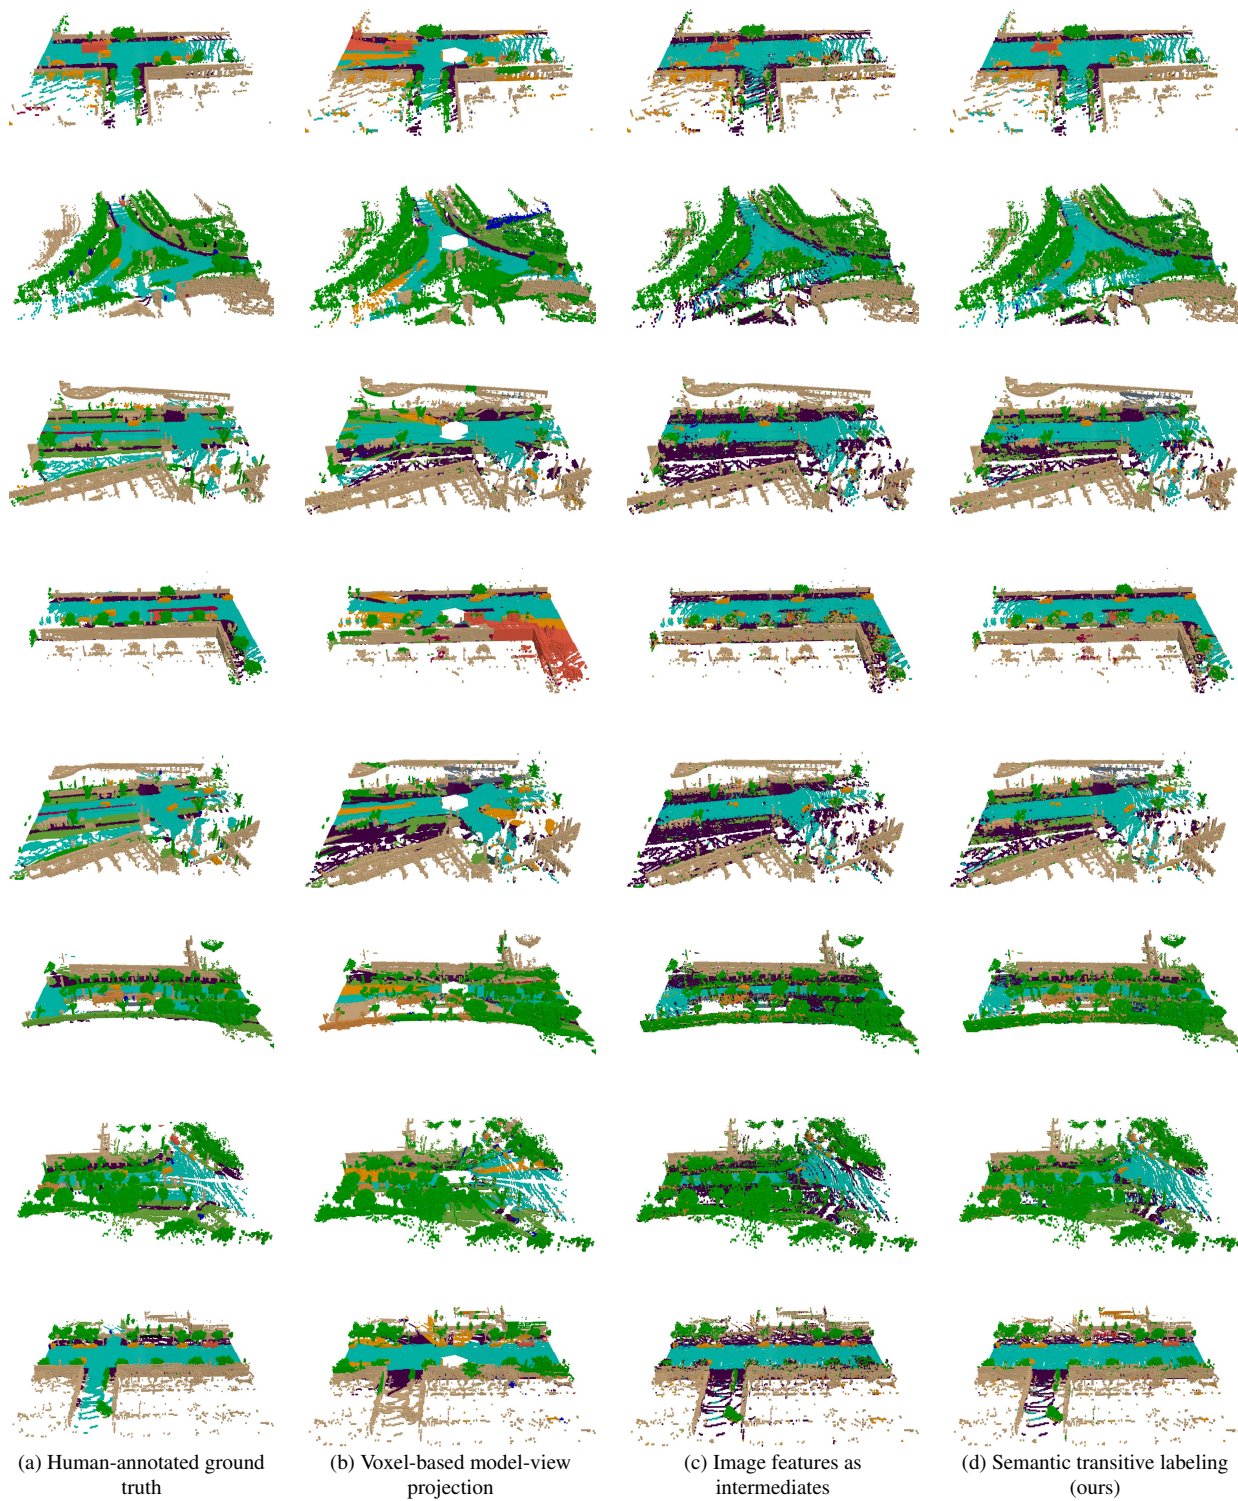 (a) Human-annotated ground
truth
(b) Voxel-based model-view
projection
(c) Image features as
intermediates
(d) Semantic transitive labeling
(ours)